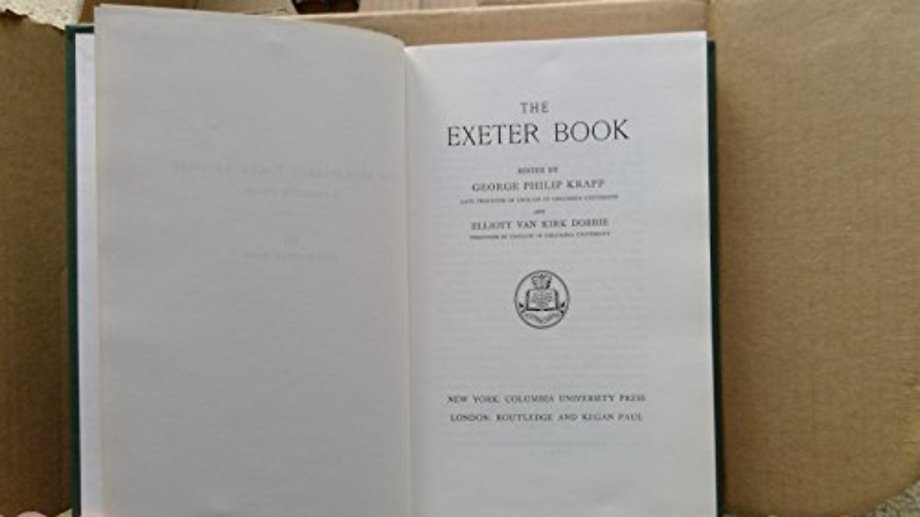 THE
EXETER BOOK
EDITED BY
GEORGE PHILIP KRAPP
LATE PROFESSOR OF ENGLISH IN COLUMBIA UNIVERSITY
AND
ELLIOTT VAN KIRK DOBBIE
PROFESSOR OF ENGLISH IN COLUMBIA UNIVERSITY
NEW YORK: COLUMBIA UNIVERSITY PRESS
LONDON: ROUTLEDGE AND KEGAN PAUL